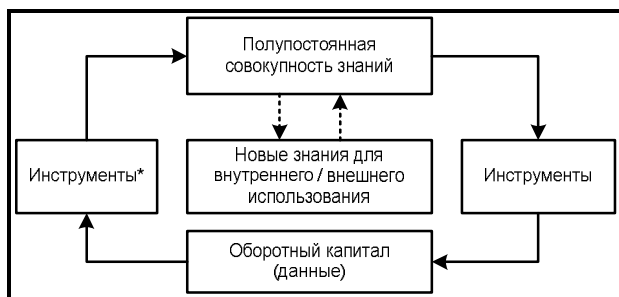 Полупостоянная
совокупность знаний
Инструменты*
Новые знания для
внутреннего / внешнего
использования
Инструменты
Оборотный капитал
(данные)